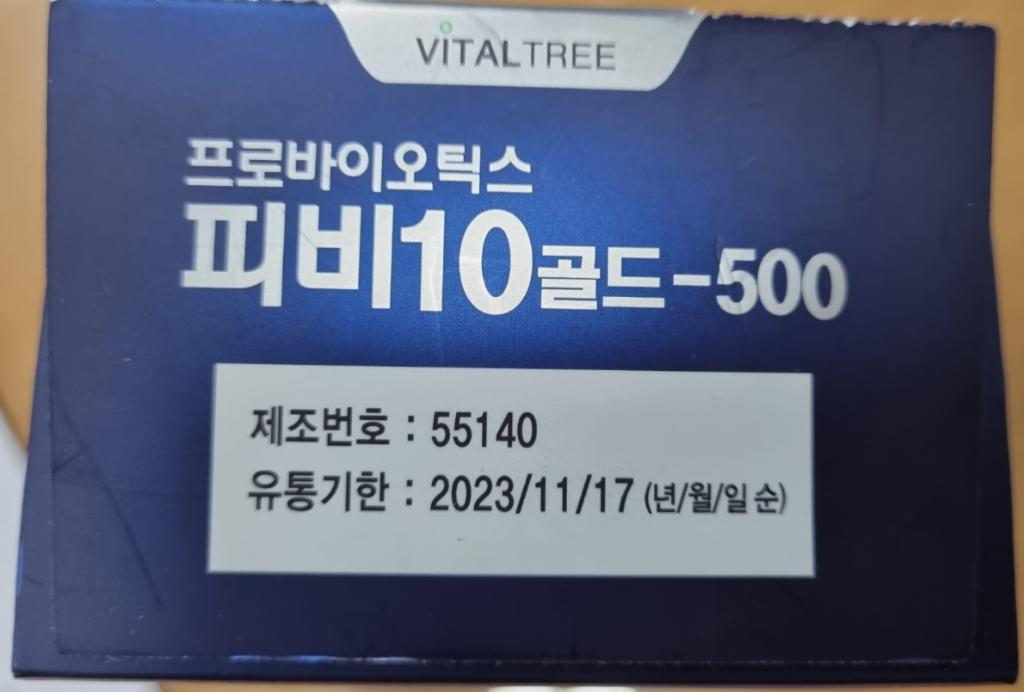 VITALTREE
프로바이오틱스
피비10골드-500
제조번호 : 55140
유통기한 : 2023/11/17 (년/월/일 순)